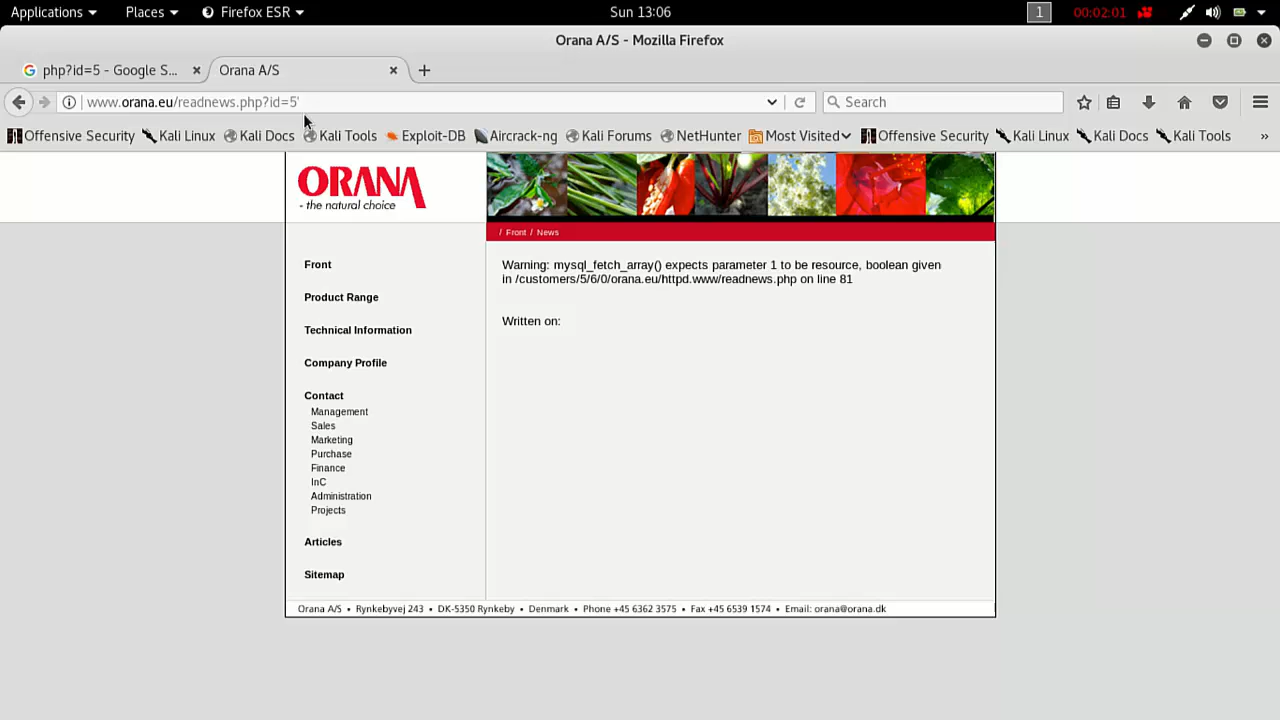 Applications Places Firefox ESR Sun 13:06 1 00:02:01
Orana A/S - Mozilla Firefox
php?id=5 - Google S... Orana A/S
www.orana.eu/readnews.php?id=5' Search
Offensive Security Kali Linux Kali Docs Kali Tools Exploit-DB Aircrack-ng Kali Forums NetHunter Most Visited Offensive Security Kali Linux Kali Docs Kali Tools »
ORANA
- the natural choice
/ Front / News
Front
Product Range
Technical Information
Company Profile
Contact
Management
Sales
Marketing
Purchase
Finance
InC
Administration
Projects
Articles
Sitemap
Warning: mysql_fetch_array() expects parameter 1 to be resource, boolean given
in /customers/5/6/0/orana.eu/httpd.www/readnews.php on line 81
Written on:
Orana A/S • Rynkebyvej 243 • DK-5350 Rynkeby • Denmark • Phone +45 6362 3575 • Fax +45 6539 1574 • Email: orana@orana.dk